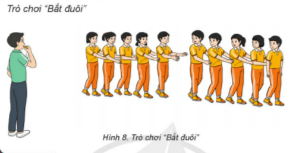 Trò chơi “Bắt đuôi”
Hình 8. Trò chơi “Bắt đuôi”